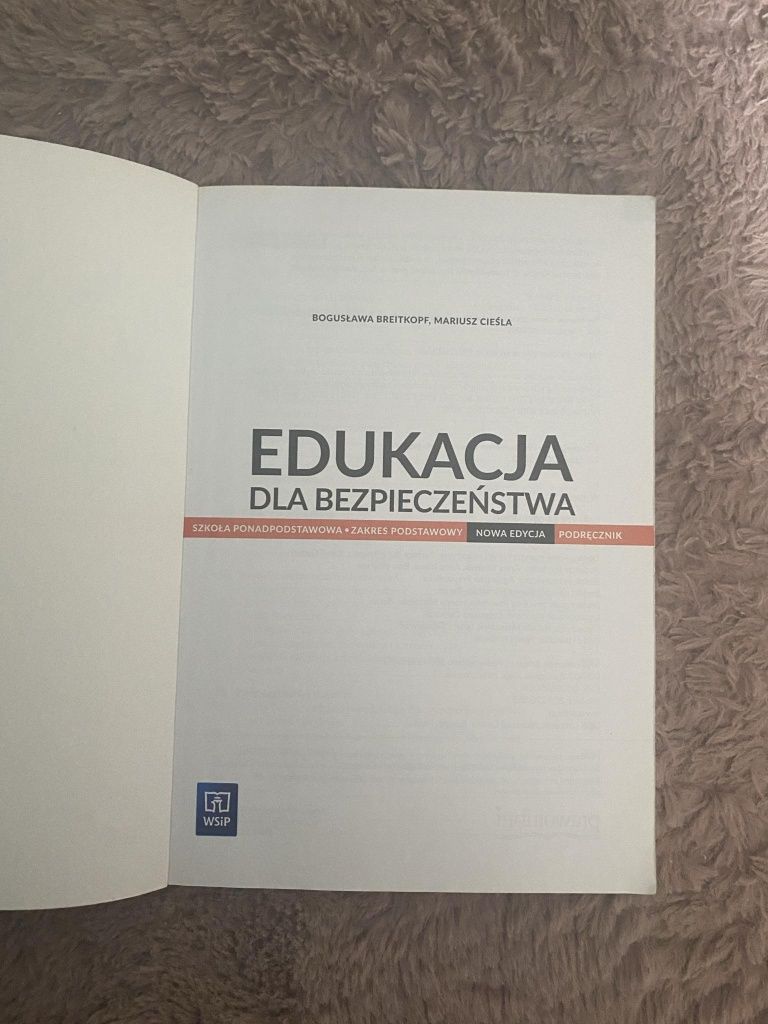 BOGUSŁAWA BREITKOPF, MARIUSZ CIEŚLA
EDUKACJA
DLA BEZPIECZEŃSTWA
SZKOŁA PONADPODSTAWOWA • ZAKRES PODSTAWOWY NOWA EDYCJA PODRĘCZNIK
WSiP